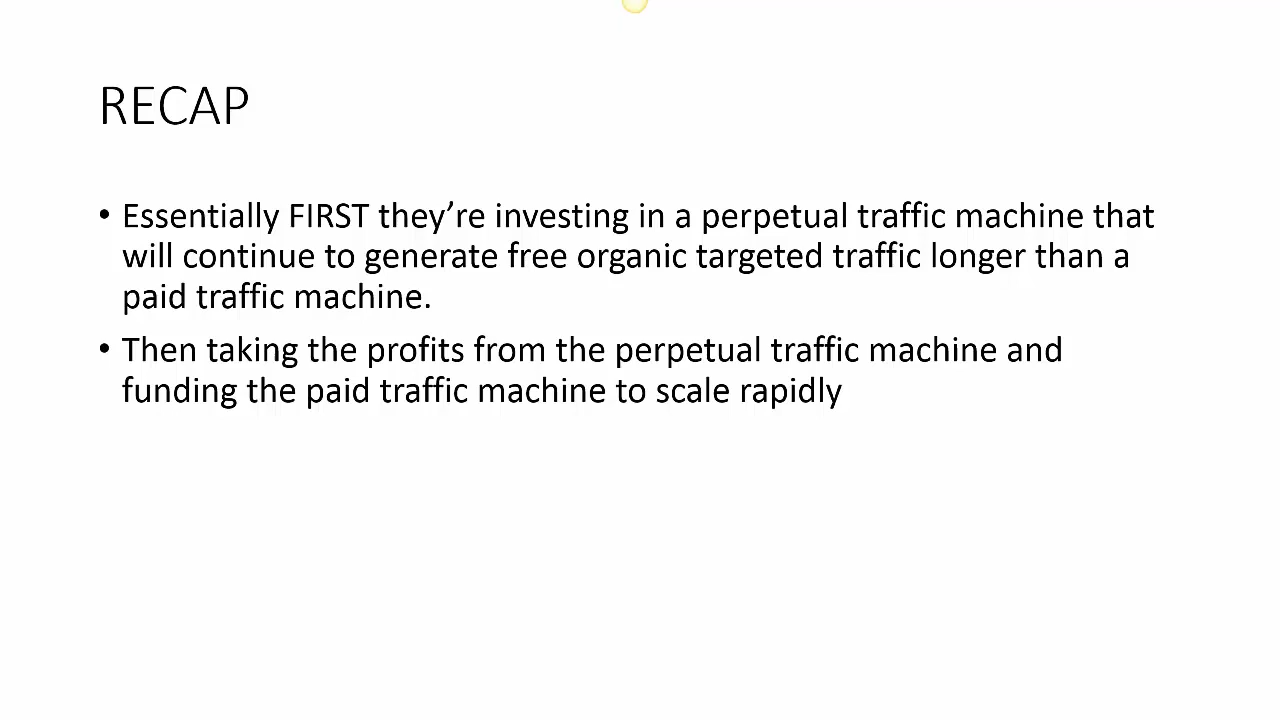 RECAP
• Essentially FIRST they’re investing in a perpetual traffic machine that
will continue to generate free organic targeted traffic longer than a
paid traffic machine.
• Then taking the profits from the perpetual traffic machine and
funding the paid traffic machine to scale rapidly